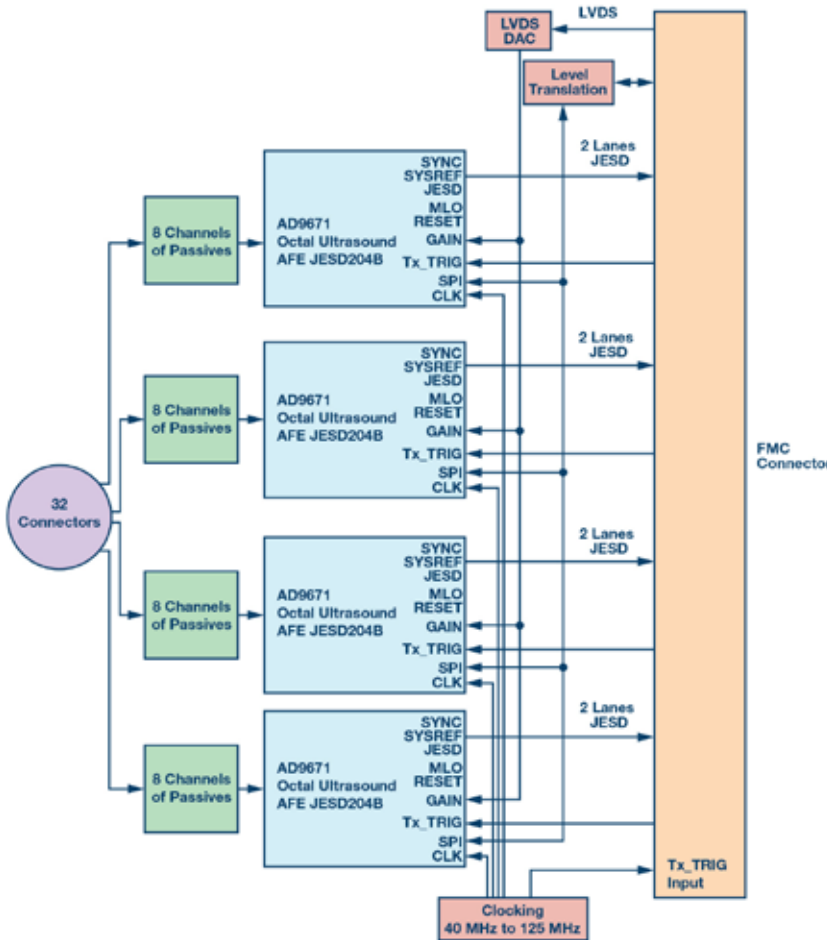 LVDS
LVDS
DAC
Level
Translation
2 Lanes
JESD
SYNC
SYSREF
JESD
MLO
RESET
GAIN
Tx_TRIG
SPI
CLK
AD9671
Octal Ultrasound
AFE JESD204B
8 Channels
of Passives
2 Lanes
JESD
SYNC
SYSREF
JESD
MLO
RESET
GAIN
Tx_TRIG
SPI
CLK
AD9671
Octal Ultrasound
AFE JESD204B
8 Channels
of Passives
FMC
Connector
32
Connectors
2 Lanes
JESD
SYNC
SYSREF
JESD
MLO
RESET
GAIN
Tx_TRIG
SPI
CLK
AD9671
Octal Ultrasound
AFE JESD204B
8 Channels
of Passives
2 Lanes
JESD
SYNC
SYSREF
JESD
MLO
RESET
GAIN
Tx_TRIG
SPI
CLK
AD9671
Octal Ultrasound
AFE JESD204B
8 Channels
of Passives
Tx_TRIG
Input
Clocking
40 MHz to 125 MHz